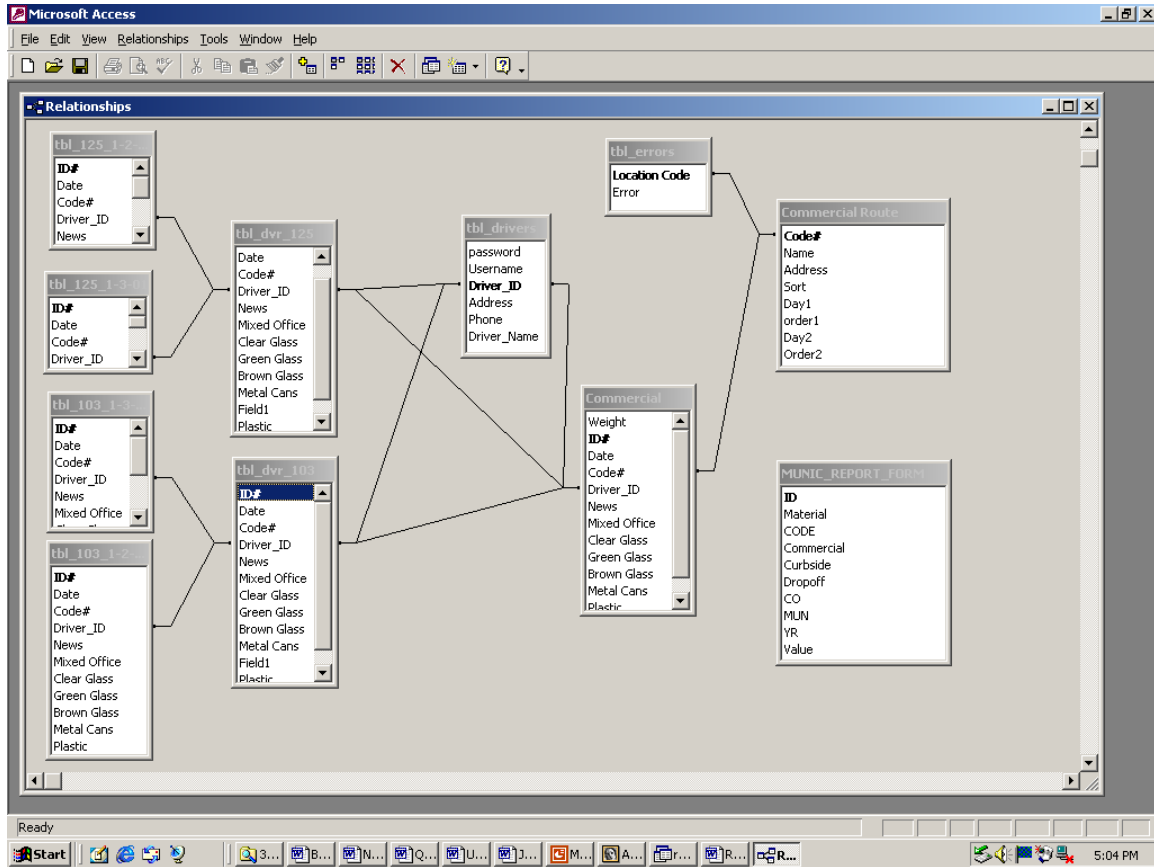 Microsoft Access
File Edit View Relationships Tools Window Help
Relationships
tbl_125_1-2-...
ID#
Date
Code#
Driver_ID
News
tbl_125_1-3-0
ID#
Date
Code#
Driver_ID
tbl_103_1-3-...
ID#
Date
Code#
Driver_ID
News
Mixed Office
tbl_103_1-2-...
ID#
Date
Code#
Driver_ID
News
Mixed Office
Clear Glass
Green Glass
Brown Glass
Metal Cans
Plastic
tbl_dvr_125
Date
Code#
Driver_ID
News
Mixed Office
Clear Glass
Green Glass
Brown Glass
Metal Cans
Field1
Plastic
tbl_dvr_103
ID#
Date
Code#
Driver_ID
News
Mixed Office
Clear Glass
Green Glass
Brown Glass
Metal Cans
Field1
Plastic
tbl_drivers
password
Username
Driver_ID
Address
Phone
Driver_Name
tbl_errors
Location Code
Error
Commercial
Weight
ID#
Date
Code#
Driver_ID
News
Mixed Office
Clear Glass
Green Glass
Brown Glass
Metal Cans
Plastic
Commercial Route
Code#
Name
Address
Sort
Day1
order1
Day2
Order2
MUNIC_REPORT_FORM
ID
Material
CODE
Commercial
Curbside
Dropoff
CO
MUN
YR
Value
Ready
Start 3... B... N... Q... U... J... M... A... r... R... R... 5:04 PM